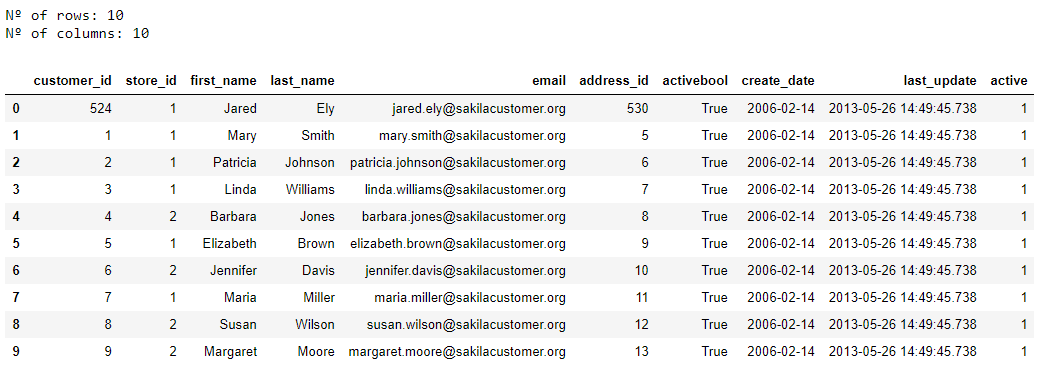 Nº of rows: 10
Nº of columns: 10
customer_id store_id first_name last_name email address_id activebool create_date last_update active
0 524 1 Jared Ely jared.ely@sakilacustomer.org 530 True 2006-02-14 2013-05-26 14:49:45.738 1
1 1 1 Mary Smith mary.smith@sakilacustomer.org 5 True 2006-02-14 2013-05-26 14:49:45.738 1
2 2 1 Patricia Johnson patricia.johnson@sakilacustomer.org 6 True 2006-02-14 2013-05-26 14:49:45.738 1
3 3 1 Linda Williams linda.williams@sakilacustomer.org 7 True 2006-02-14 2013-05-26 14:49:45.738 1
4 4 2 Barbara Jones barbara.jones@sakilacustomer.org 8 True 2006-02-14 2013-05-26 14:49:45.738 1
5 5 1 Elizabeth Brown elizabeth.brown@sakilacustomer.org 9 True 2006-02-14 2013-05-26 14:49:45.738 1
6 6 2 Jennifer Davis jennifer.davis@sakilacustomer.org 10 True 2006-02-14 2013-05-26 14:49:45.738 1
7 7 1 Maria Miller maria.miller@sakilacustomer.org 11 True 2006-02-14 2013-05-26 14:49:45.738 1
8 8 2 Susan Wilson susan.wilson@sakilacustomer.org 12 True 2006-02-14 2013-05-26 14:49:45.738 1
9 9 2 Margaret Moore margaret.moore@sakilacustomer.org 13 True 2006-02-14 2013-05-26 14:49:45.738 1